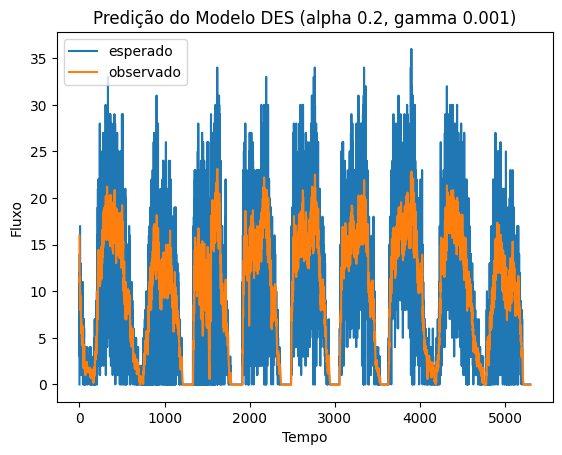 Predição do Modelo DES (alpha 0.2, gamma 0.001)
esperado
observado
Fluxo
35
30
25
20
15
10
5
0
0 1000 2000 3000 4000 5000
Tempo